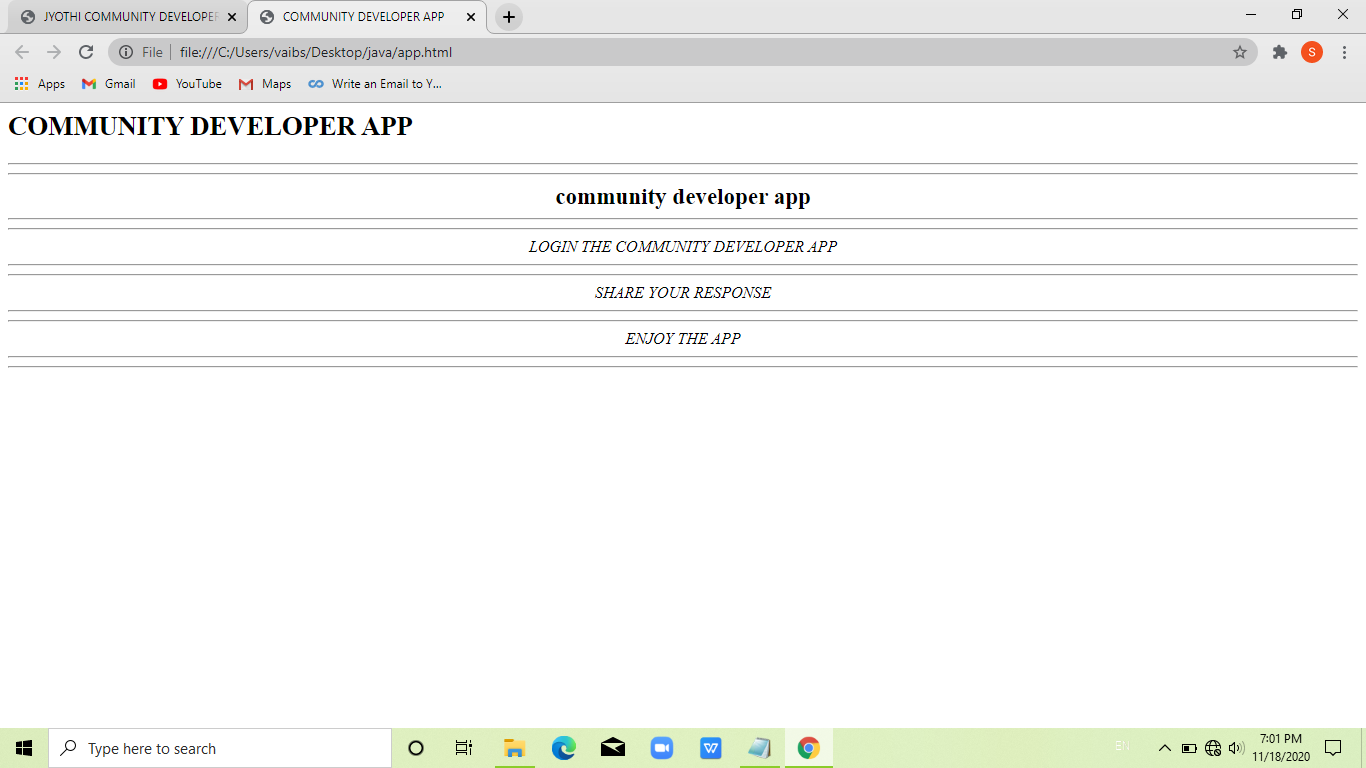 JYOTHI COMMUNITY DEVELOPER
COMMUNITY DEVELOPER APP
File
file:///C:/Users/vaibs/Desktop/java/app.html
S
Apps
Gmail
YouTube
Maps
Write an Email to Y...
COMMUNITY DEVELOPER APP
community developer app
LOGIN THE COMMUNITY DEVELOPER APP
SHARE YOUR RESPONSE
ENJOY THE APP
Type here to search
W
EN
7:01 PM
11/18/2020